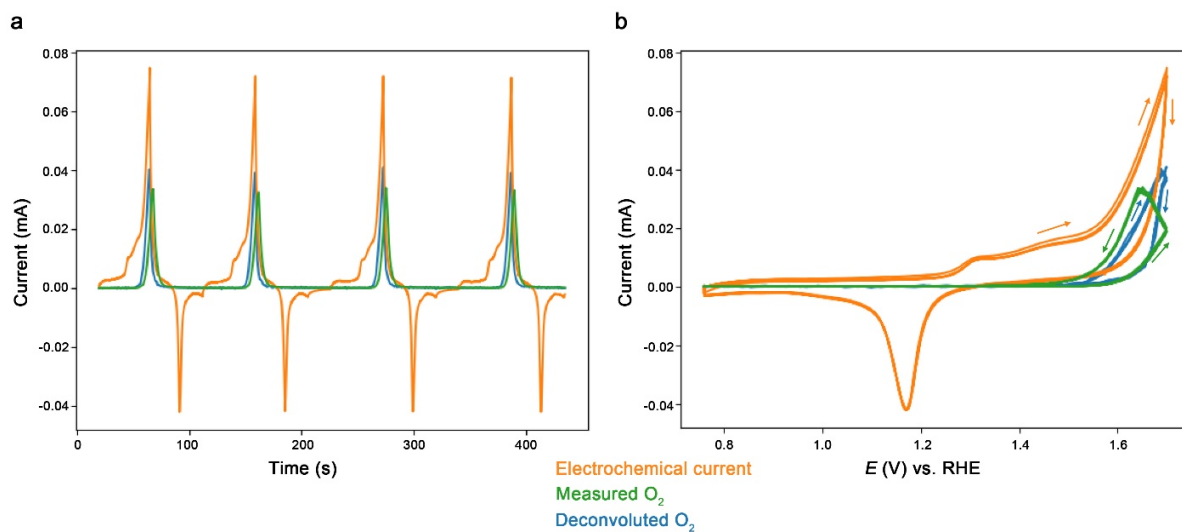 a
b
0.08
0.06
0.04
0.02
0.00
-0.02
-0.04
Current (mA)
0
100
200
300
400
Time (s)
0.08
0.06
0.04
0.02
0.00
-0.02
-0.04
Current (mA)
0.8
1.0
1.2
1.4
1.6
E (V) vs. RHE
Electrochemical current
Measured O₂
Deconvoluted O₂